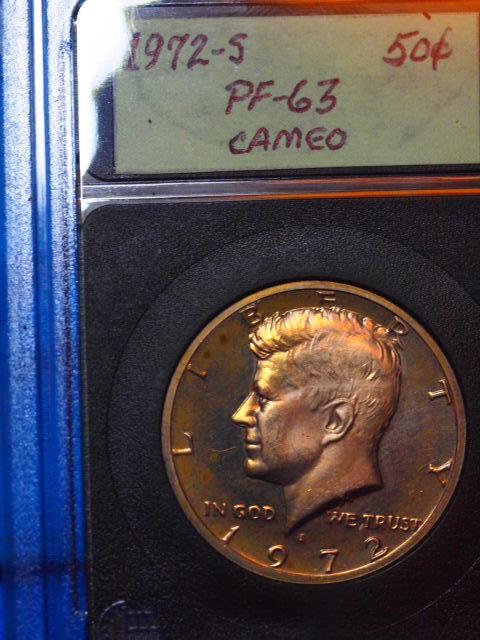 1972-S 50¢
PF-63
CAMEO
LIBERTY
IN GOD WE TRUST
S
1972